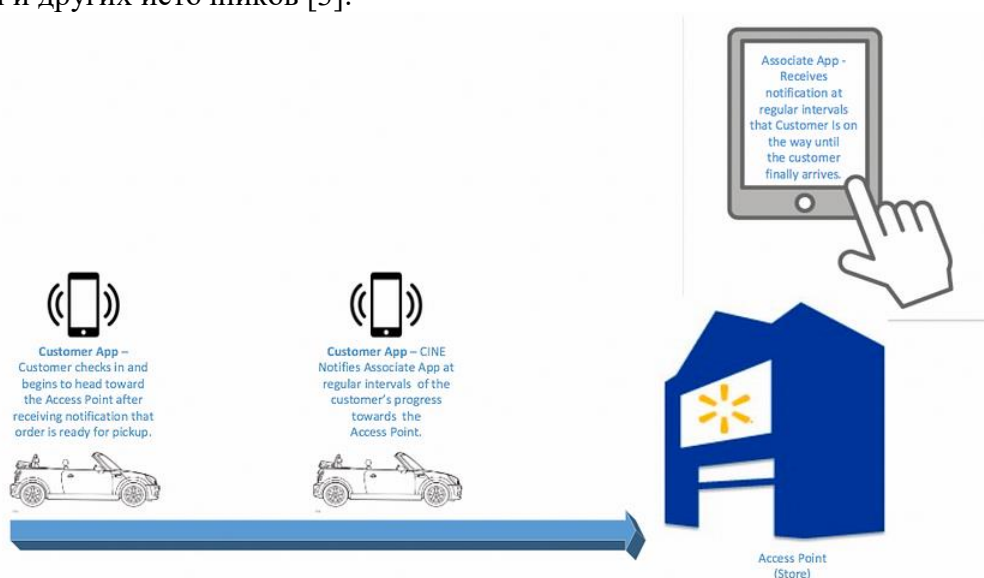 и других источников [5].
Associate App -
Receives
notification at
regular intervals
that Customer Is on
the way until
the customer
finally arrives.
Customer App –
Customer checks in and
begins to head toward
the Access Point after
receiving notification that
order is ready for pickup.
Customer App – CINE
Notifies Associate App at
regular intervals of the
customer's progress
towards the
Access Point.
Access Point
(Store)